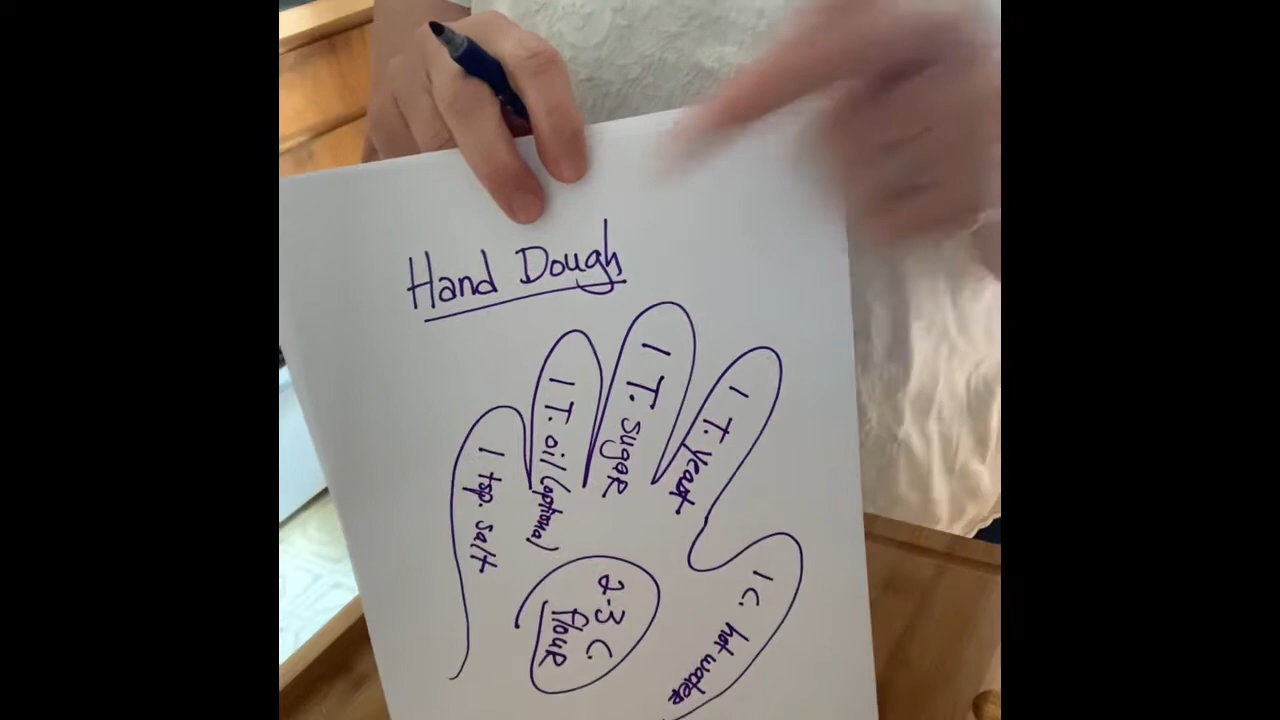 Hand Dough
1 tsp. salt
1 T. oil (optional)
1 T. sugar
1 T. yeast
1 c. hot water
2-3 C
flour